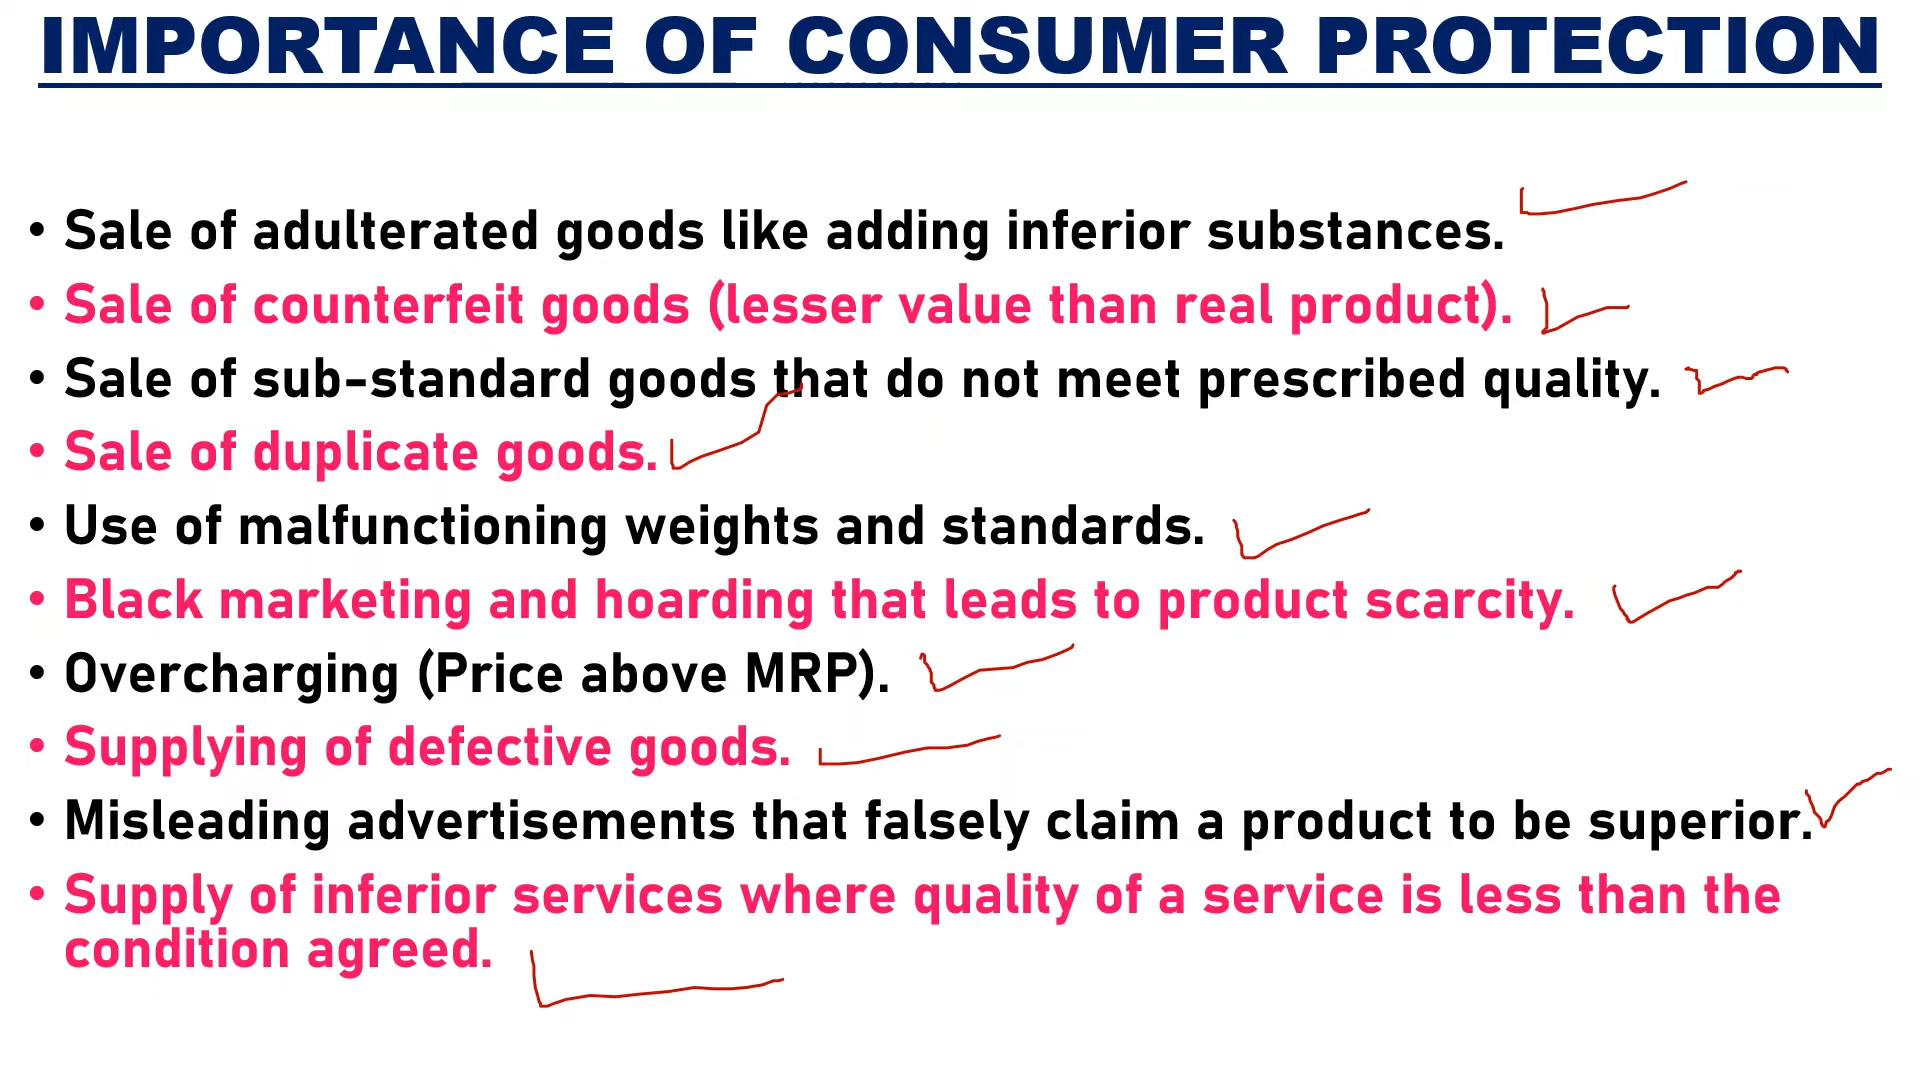 IMPORTANCE OF CONSUMER PROTECTION
• Sale of adulterated goods like adding inferior substances.
• Sale of counterfeit goods (lesser value than real product).
• Sale of sub-standard goods that do not meet prescribed quality.
• Sale of duplicate goods.
• Use of malfunctioning weights and standards.
• Black marketing and hoarding that leads to product scarcity.
• Overcharging (Price above MRP).
• Supplying of defective goods.
• Misleading advertisements that falsely claim a product to be superior.
• Supply of inferior services where quality of a service is less than the
condition agreed.